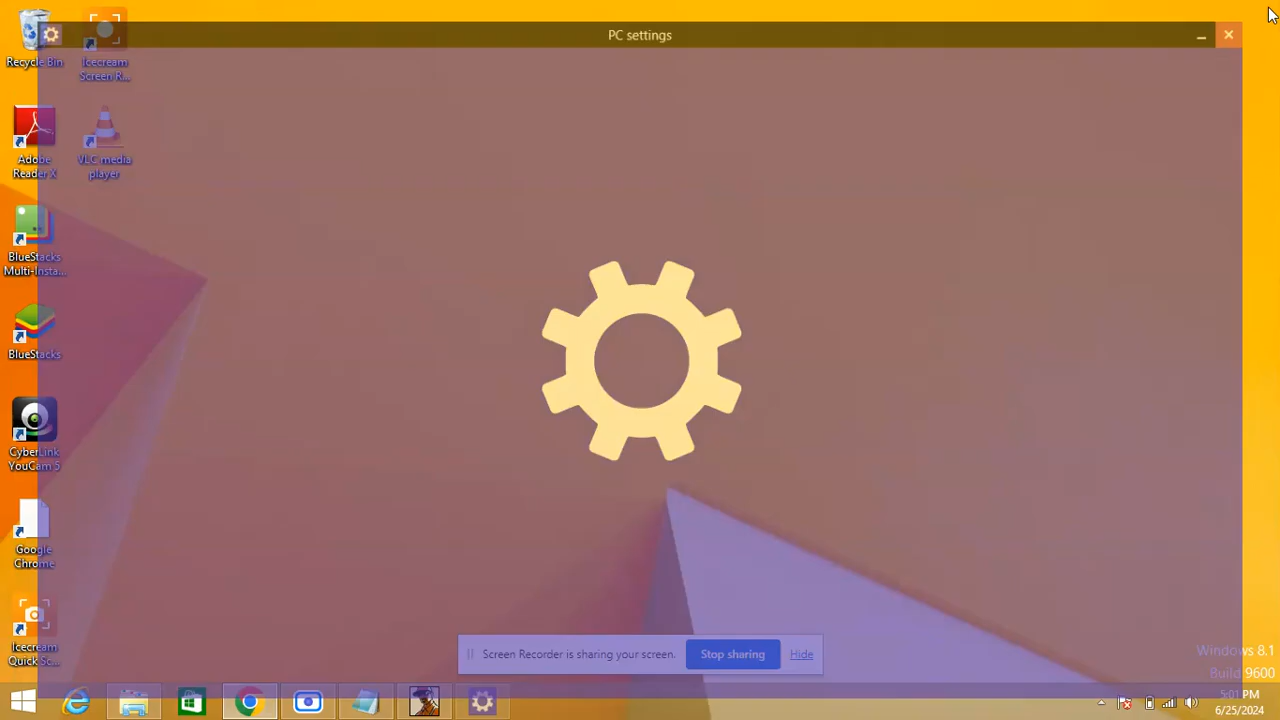 PC settings
Recycle Bin
Icecream
Screen R...
Adobe
Reader X
VLC media
player
BlueStacks
Multi-Insta...
BlueStacks
CyberLink
YouCam 5
Google
Chrome
Icecream
Quick Sc...
Screen Recorder is sharing your screen.
Stop sharing
Hide
Windows 8.1
Build 9600
5:01 PM
6/25/2024